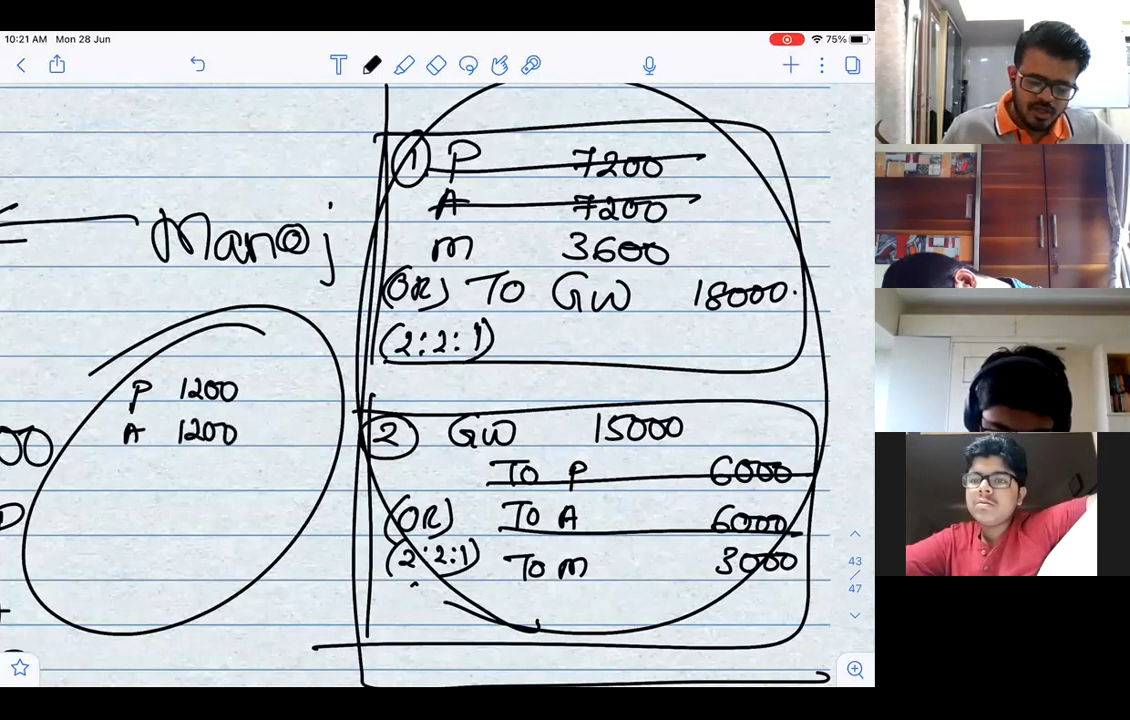 10:21 AM Mon 28 Jun
75%
Manoj
P 1200
A 1200
00
1 P 7200
A 7200
m 3600
(OR) TO GW 18000.
(2:2:1)
2 GW 15000
To P 6000
(OR) To A 6000
(2:2:1) To m 3000
43
/
47